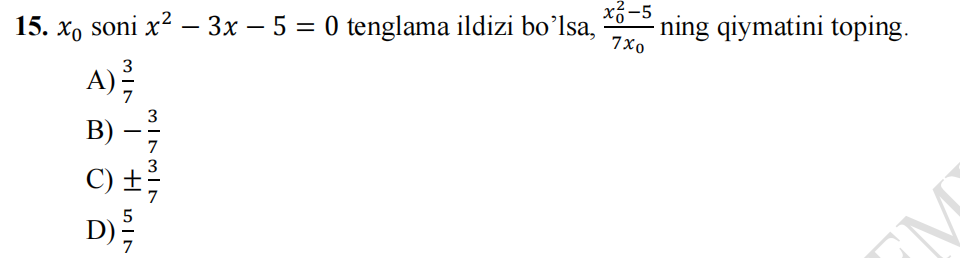 15. x₀ soni x² − 3x − 5 = 0 tenglama ildizi bo’lsa, (x₀²−5)/(7x₀) ning qiymatini toping.
A) 3/7
B) − 3/7
C) ± 3/7
D) 5/7